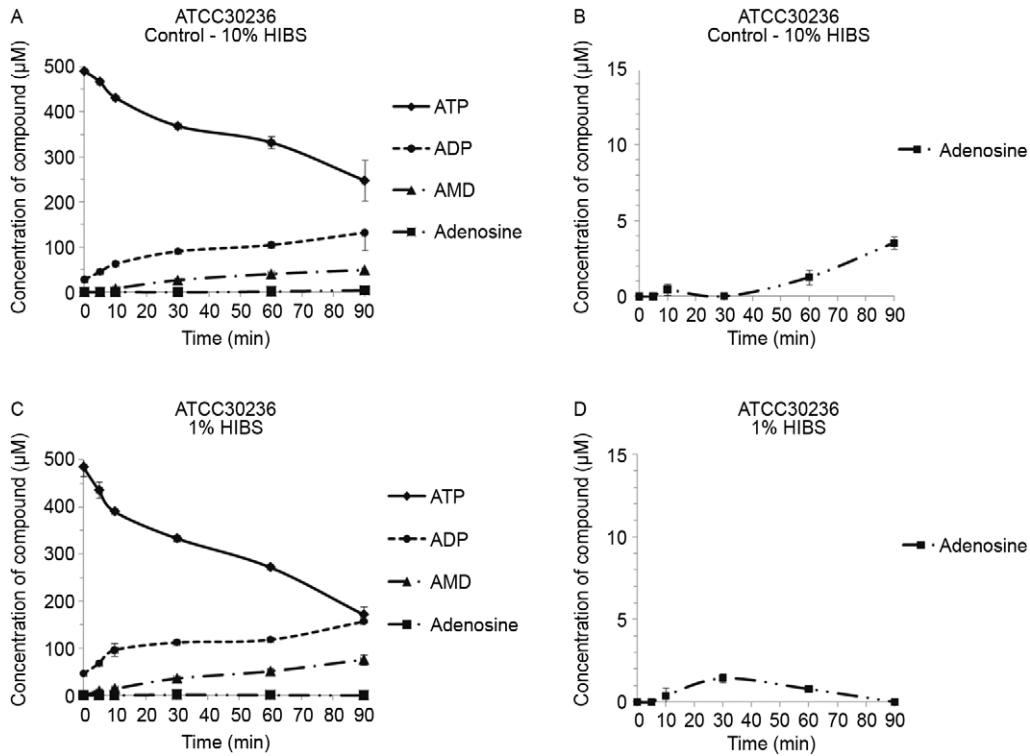 A
ATCC30236
Control - 10% HIBS
Concentration of compound (µM)
500
400
300
200
100
0
0 10 20 30 40 50 60 70 80 90
Time (min)
ATP
ADP
AMD
Adenosine
B
ATCC30236
Control - 10% HIBS
Concentration of compound (µM)
15
10
5
0
0 10 20 30 40 50 60 70 80 90
Time (min)
Adenosine
C
ATCC30236
1% HIBS
Concentration of compound (µM)
500
400
300
200
100
0
0 10 20 30 40 50 60 70 80 90
Time (min)
ATP
ADP
AMD
Adenosine
D
ATCC30236
1% HIBS
Concentration of compound (µM)
15
10
5
0
0 10 20 30 40 50 60 70 80 90
Time (min)
Adenosine